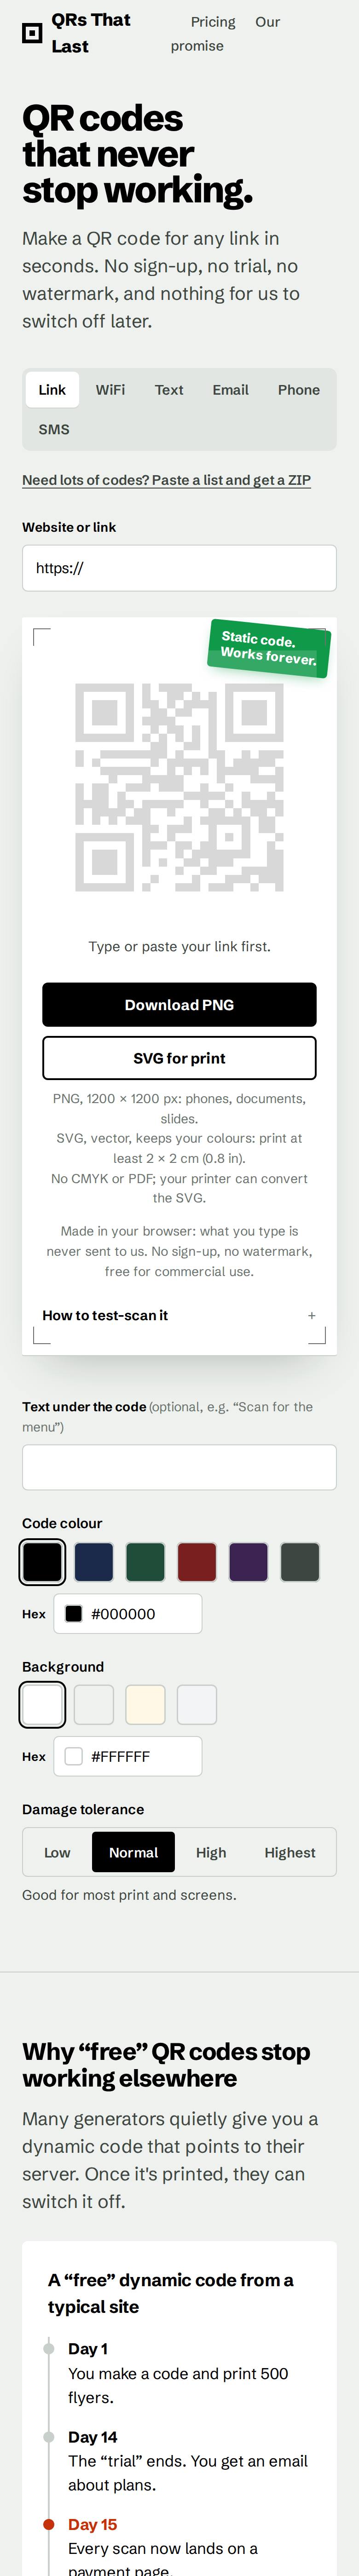 QRs That
Last
Pricing Our
promise
QR codes
that never
stop working.
Make a QR code for any link in
seconds. No sign-up, no trial, no
watermark, and nothing for us to
switch off later.
Link WiFi Text Email Phone
SMS
Need lots of codes? Paste a list and get a ZIP
Website or link
https://
Static code.
Works forever.
Type or paste your link first.
Download PNG
SVG for print
PNG, 1200 × 1200 px: phones, documents,
slides.
SVG, vector, keeps your colours: print at
least 2 × 2 cm (0.8 in).
No CMYK or PDF; your printer can convert
the SVG.
Made in your browser: what you type is
never sent to us. No sign-up, no watermark,
free for commercial use.
How to test-scan it +
Text under the code (optional, e.g. “Scan for the
menu”)
Code colour
Hex #000000
Background
Hex #FFFFFF
Damage tolerance
Low Normal High Highest
Good for most print and screens.
Why “free” QR codes stop
working elsewhere
Many generators quietly give you a
dynamic code that points to their
server. Once it's printed, they can
switch it off.
A “free” dynamic code from a
typical site
Day 1
You make a code and print 500
flyers.
Day 14
The “trial” ends. You get an email
about plans.
Day 15
Every scan now lands on a
payment page.